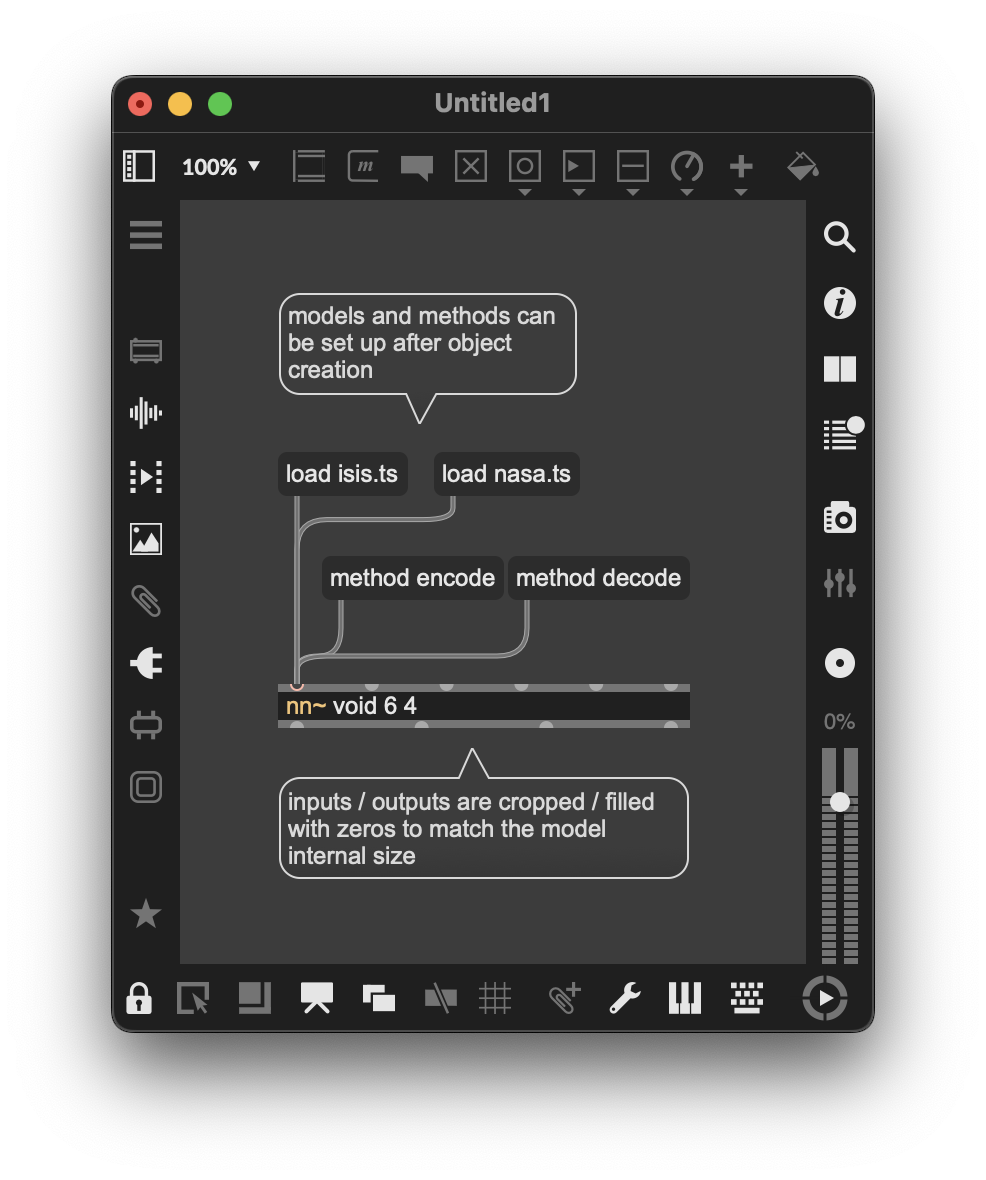 Untitled1
100%
models and methods can
be set up after object
creation
load isis.ts
load nasa.ts
method encode
method decode
nn~ void 6 4
inputs / outputs are cropped / filled
with zeros to match the model
internal size
0%